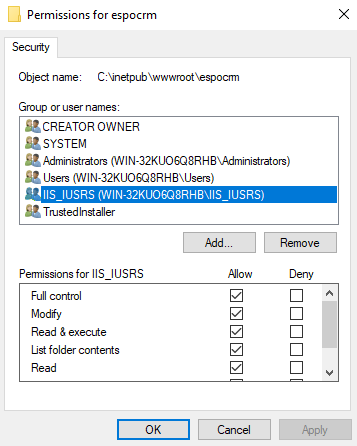 Permissions for espocrm
Security
Object name: C:\inetpub\wwwroot\espocrm
Group or user names:
CREATOR OWNER
SYSTEM
Administrators (WIN-32KUO6Q8RHB\Administrators)
Users (WIN-32KUO6Q8RHB\Users)
IIS_IUSRS (WIN-32KUO6Q8RHB\IIS_IUSRS)
TrustedInstaller
Add... Remove
Permissions for IIS_IUSRS Allow Deny
Full control
Modify
Read & execute
List folder contents
Read
OK Cancel Apply